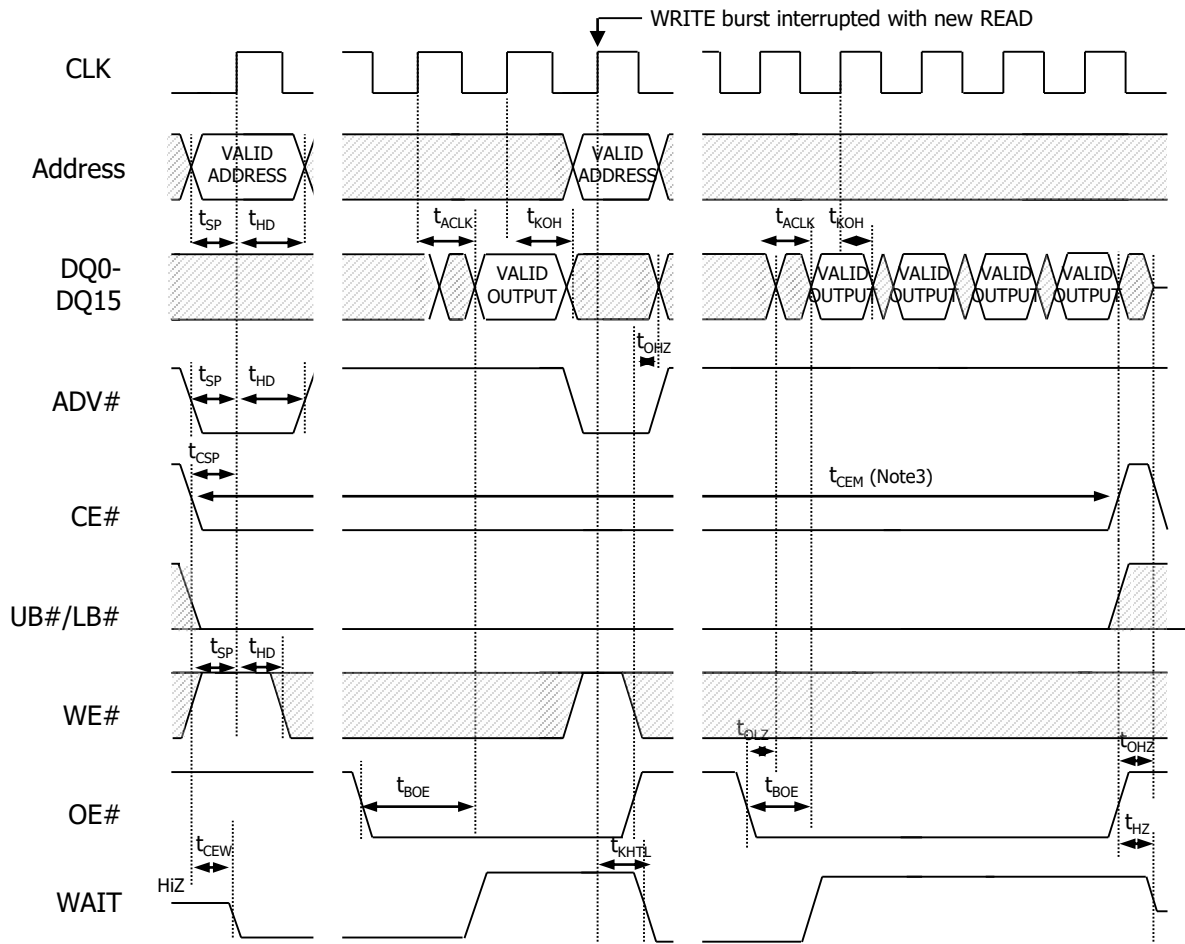 WRITE burst interrupted with new READ
CLK
Address
VALID
ADDRESS
VALID
ADDRESS
tSP
tHD
tACLK
tKOH
tACLK
tKOH
DQ0-
DQ15
VALID
OUTPUT
VALID
OUTPUT
VALID
OUTPUT
VALID
OUTPUT
VALID
OUTPUT
tOHZ
tSP
tHD
ADV#
tCSP
tCEM (Note3)
CE#
UB#/LB#
tSP
tHD
WE#
tOLZ
tOHZ
tBOE
tBOE
OE#
tCEW
tKHTL
tHZ
HiZ
WAIT